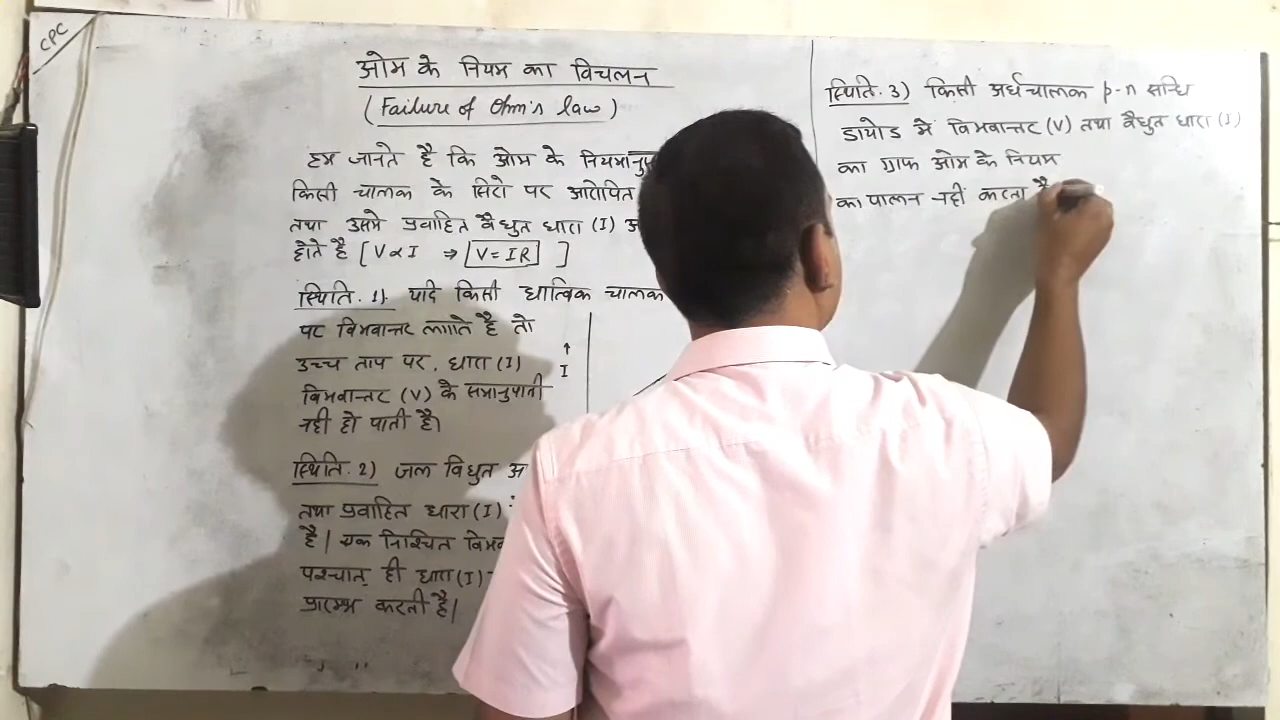 CPC
ओम के नियम का विचलन
(Failure of Ohm's law)
हम जानते है कि ओम के
किसी चालक के सिरो पर आरोपित
तथा उसमे प्रवाहित वैधुत धारा (I)
होते है [V∝I ⇒ V=IR]
स्थिति.1). यदि किसी धात्विक चालक
पर विभवान्तर लगाते है तो
उच्च ताप पर, धारा (I)
विभवान्तर (V) के समानुपाती
नही हो पाती है।
↑
I
स्थिति.2) जल विधुत अ
तथा प्रवाहित धारा (I)
है। एक निश्चित
पश्चात् ही धारा (I)
प्रारम्भ करती है।
स्थिति.3) किसी अर्धचालक p-n सन्धि
डायोड में विभवान्तर (V) तथा वैधुत धारा (I)
का ग्राफ ओम के नियम
का पालन नहीं करता है